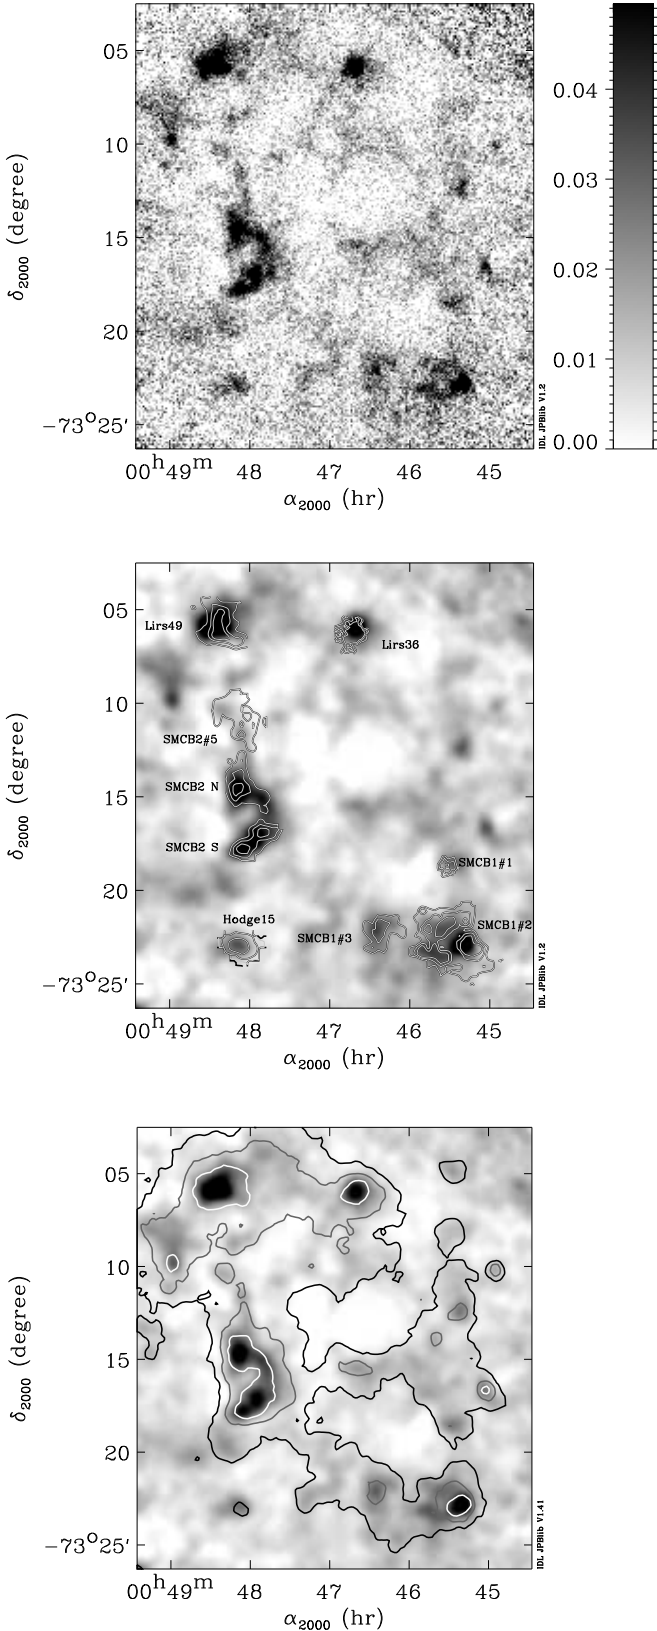 05
10
15
20
−73°25′
δ2000 (degree)
00h49m 48 47 46 45
α2000 (hr)
IDL JPBlib V1.2
0.04
0.03
0.02
0.01
0.00
05
10
15
20
−73°25′
δ2000 (degree)
Lirs49
Lirs36
SMCB2#5
SMCB2 N
SMCB2 S
SMCB1#1
Hodge15
SMCB1#2
SMCB1#3
00h49m 48 47 46 45
α2000 (hr)
IDL JPBlib V1.2
05
10
15
20
−73°25′
δ2000 (degree)
00h49m 48 47 46 45
α2000 (hr)
IDL JPBlib V1.41